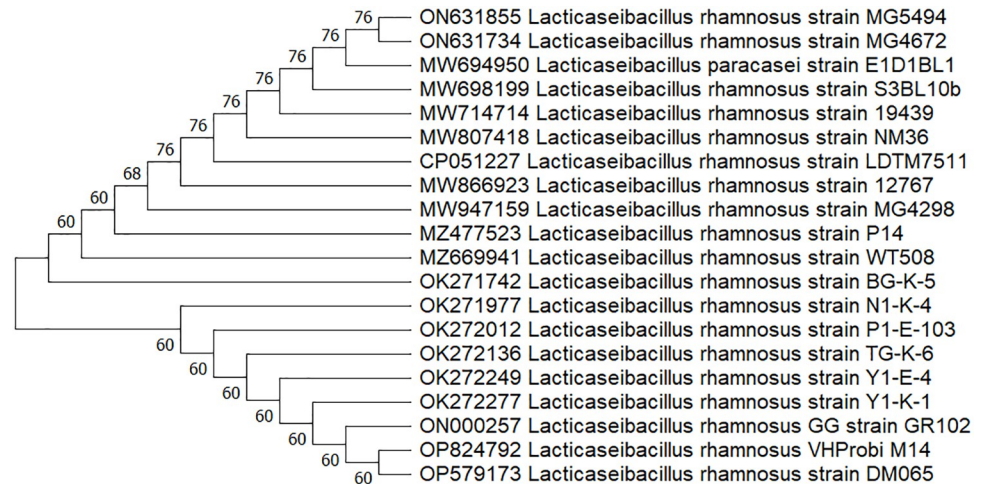 76 ON631855 Lacticaseibacillus rhamnosus strain MG5494
76 ON631734 Lacticaseibacillus rhamnosus strain MG4672
76 MW694950 Lacticaseibacillus paracasei strain E1D1BL1
76 MW698199 Lacticaseibacillus rhamnosus strain S3BL10b
76 MW714714 Lacticaseibacillus rhamnosus strain 19439
76 MW807418 Lacticaseibacillus rhamnosus strain NM36
76 CP051227 Lacticaseibacillus rhamnosus strain LDTM7511
68 MW866923 Lacticaseibacillus rhamnosus strain 12767
60 MW947159 Lacticaseibacillus rhamnosus strain MG4298
60 MZ477523 Lacticaseibacillus rhamnosus strain P14
MZ669941 Lacticaseibacillus rhamnosus strain WT508
OK271742 Lacticaseibacillus rhamnosus strain BG-K-5
OK271977 Lacticaseibacillus rhamnosus strain N1-K-4
60 OK272012 Lacticaseibacillus rhamnosus strain P1-E-103
60 OK272136 Lacticaseibacillus rhamnosus strain TG-K-6
60 OK272249 Lacticaseibacillus rhamnosus strain Y1-E-4
60 OK272277 Lacticaseibacillus rhamnosus strain Y1-K-1
60 ON000257 Lacticaseibacillus rhamnosus GG strain GR102
60 OP824792 Lacticaseibacillus rhamnosus VHProbi M14
60 OP579173 Lacticaseibacillus rhamnosus strain DM065